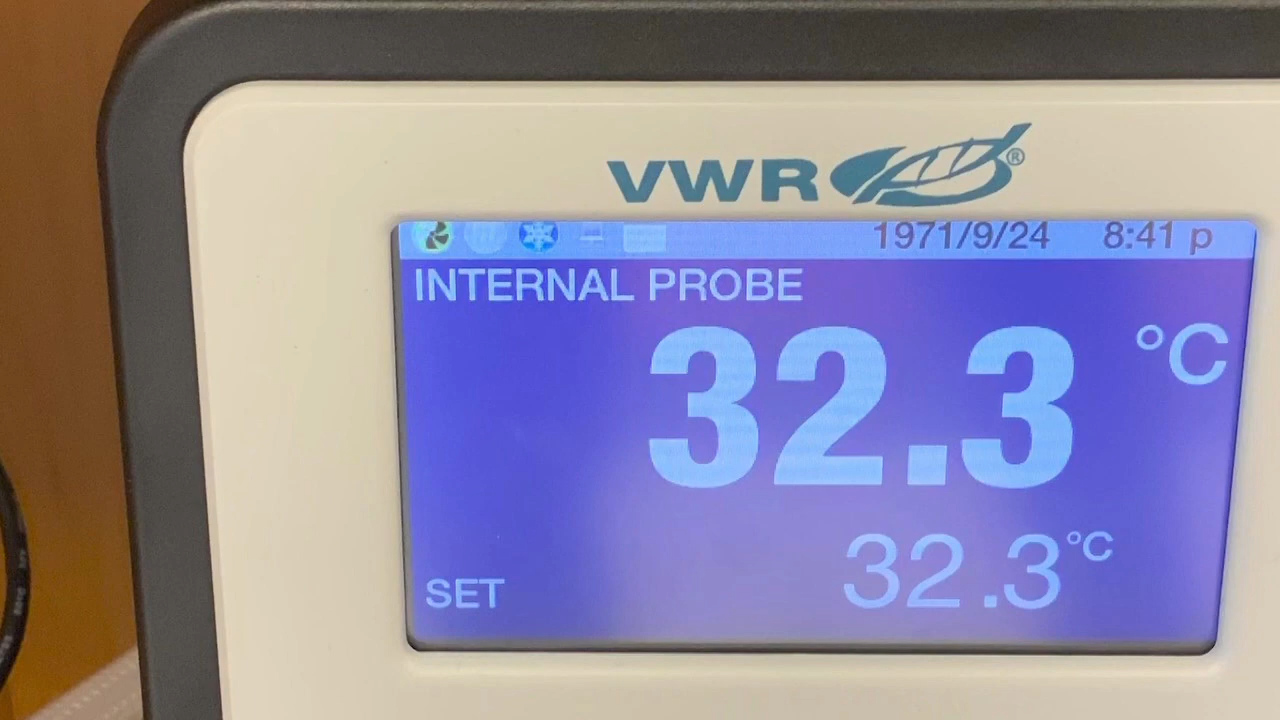 VWR®
1971/9/24 8:41 p
INTERNAL PROBE
32.3 °C
SET 32.3 °C